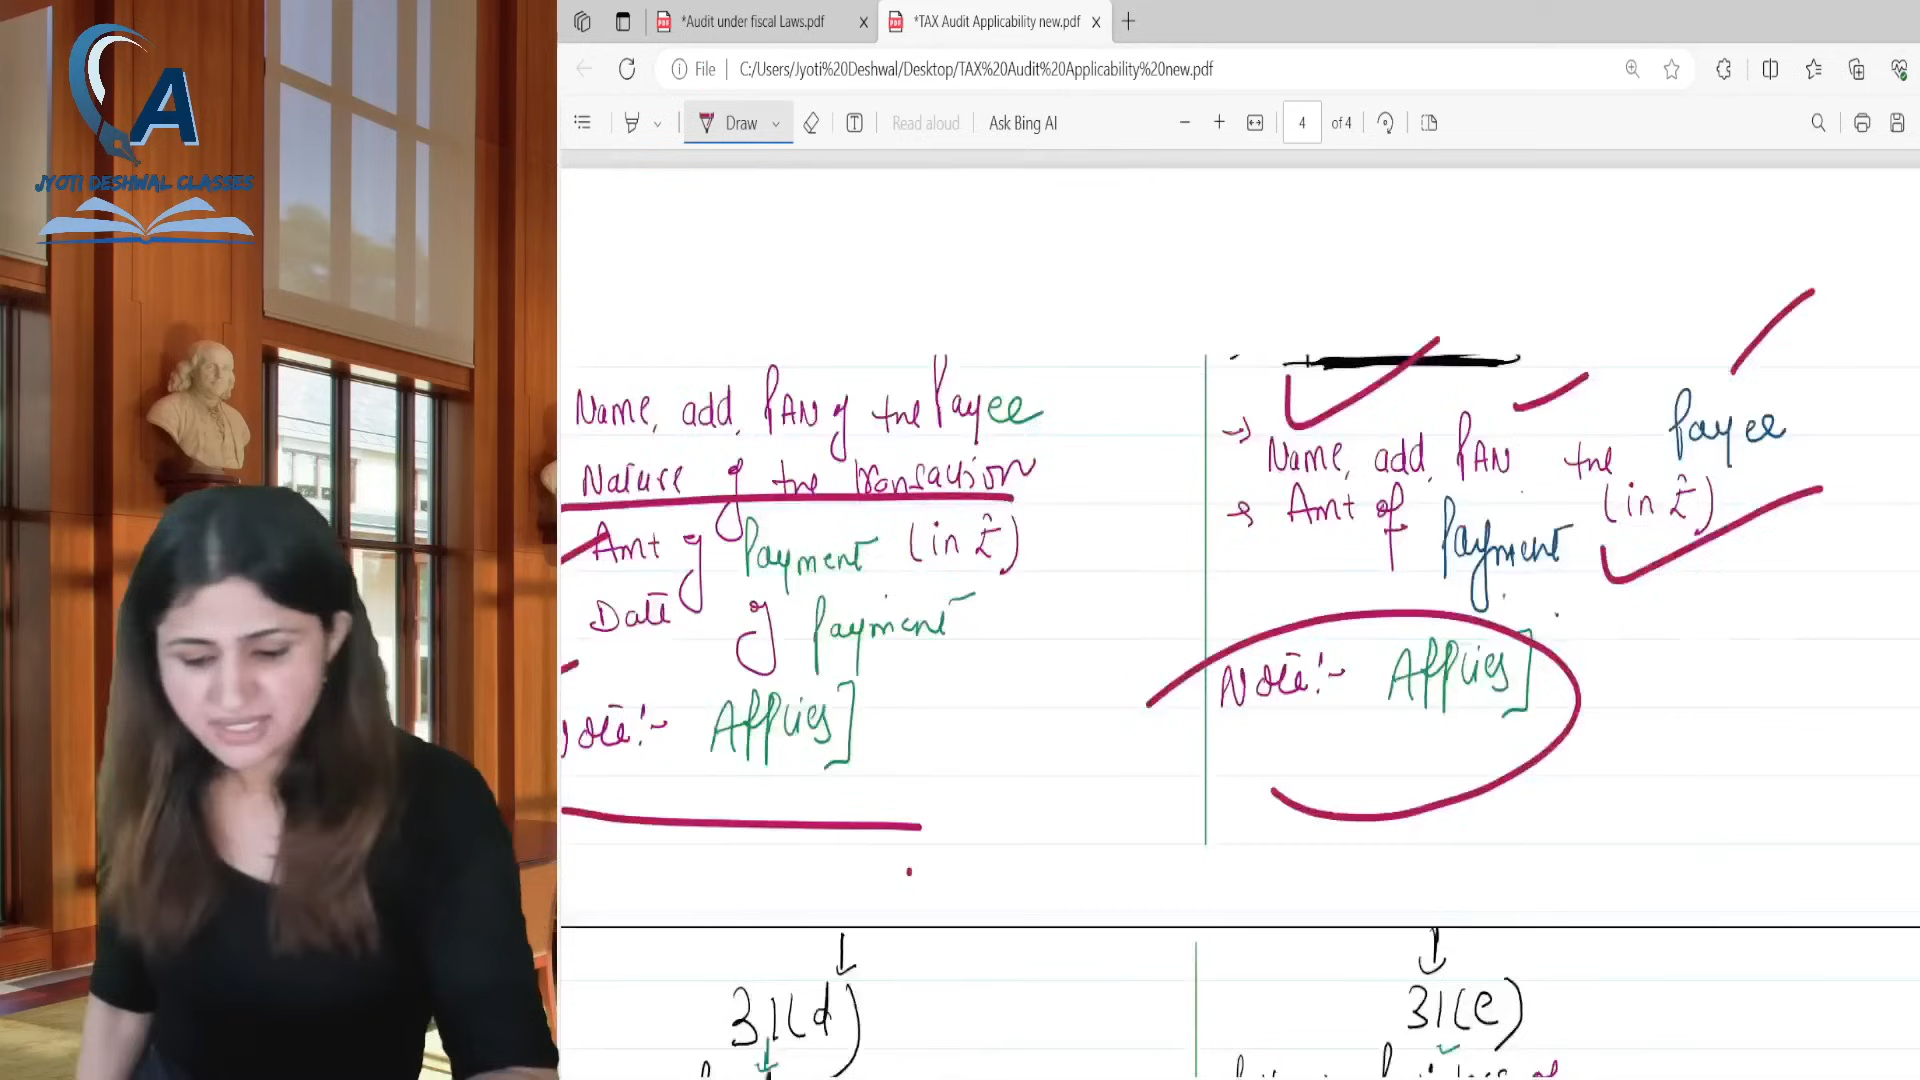 *Audit under fiscal Laws.pdf
*TAX Audit Applicability new.pdf
File
C:/Users/Jyoti%20Deshwal/Desktop/TAX%20Audit%20Applicability%20new.pdf
Draw
Read aloud
Ask Bing AI
4
of 4
A
JYOTI DESHWAL CLASSES
Name, add, PAN of the Payee
Nature of the transaction
Amt of Payment (in ₹)
Date of Payment
Note:- Applies]
→ Name, add, PAN the Payee
→ Amt of Payment (in ₹)
Note:- Applies]
31(d)
31(e)